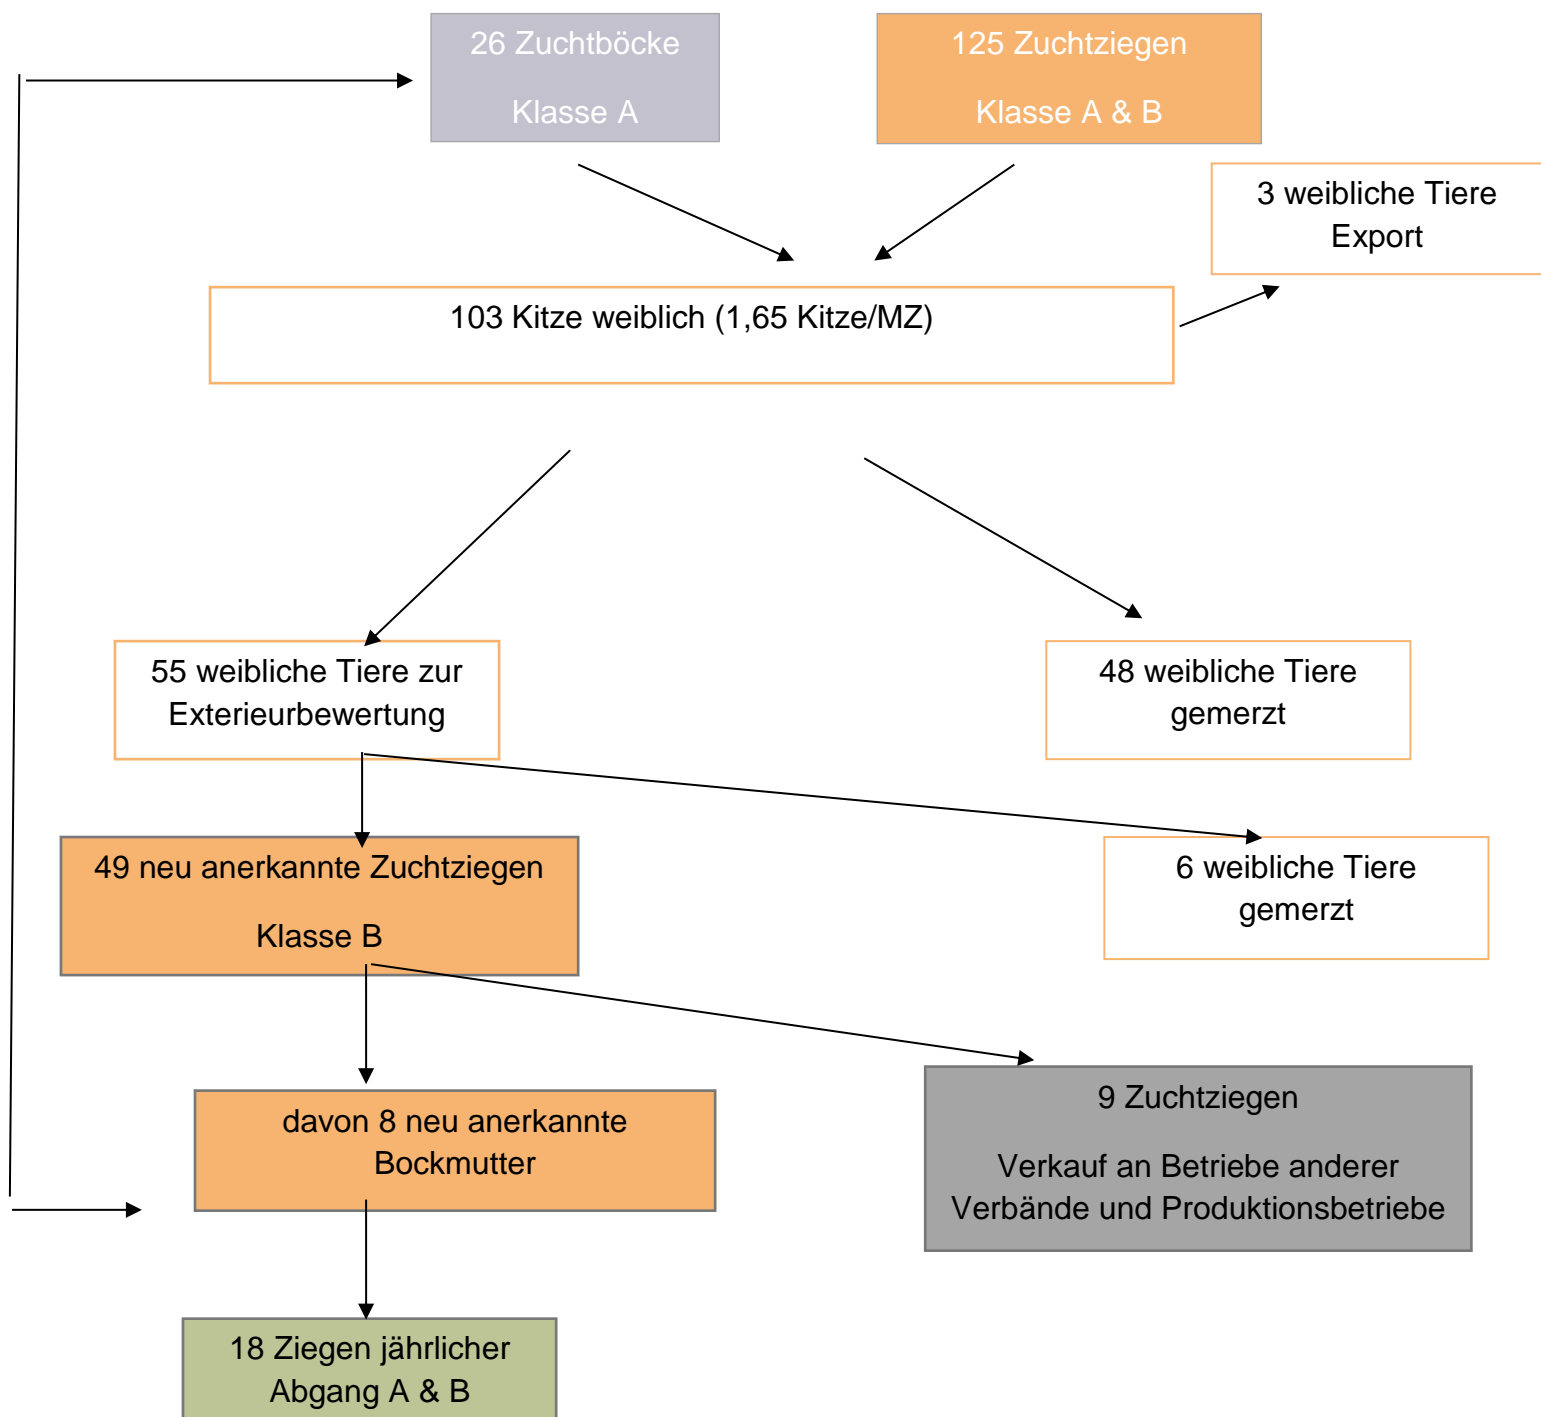 26 Zuchtböcke
Klasse A
125 Zuchtziegen
Klasse A & B
3 weibliche Tiere
Export
103 Kitze weiblich (1,65 Kitze/MZ)
55 weibliche Tiere zur
Exterieurbewertung
48 weibliche Tiere
gemerzt
49 neu anerkannte Zuchtziegen
Klasse B
6 weibliche Tiere
gemerzt
davon 8 neu anerkannte
Bockmutter
9 Zuchtziegen
Verkauf an Betriebe anderer
Verbände und Produktionsbetriebe
18 Ziegen jährlicher
Abgang A & B